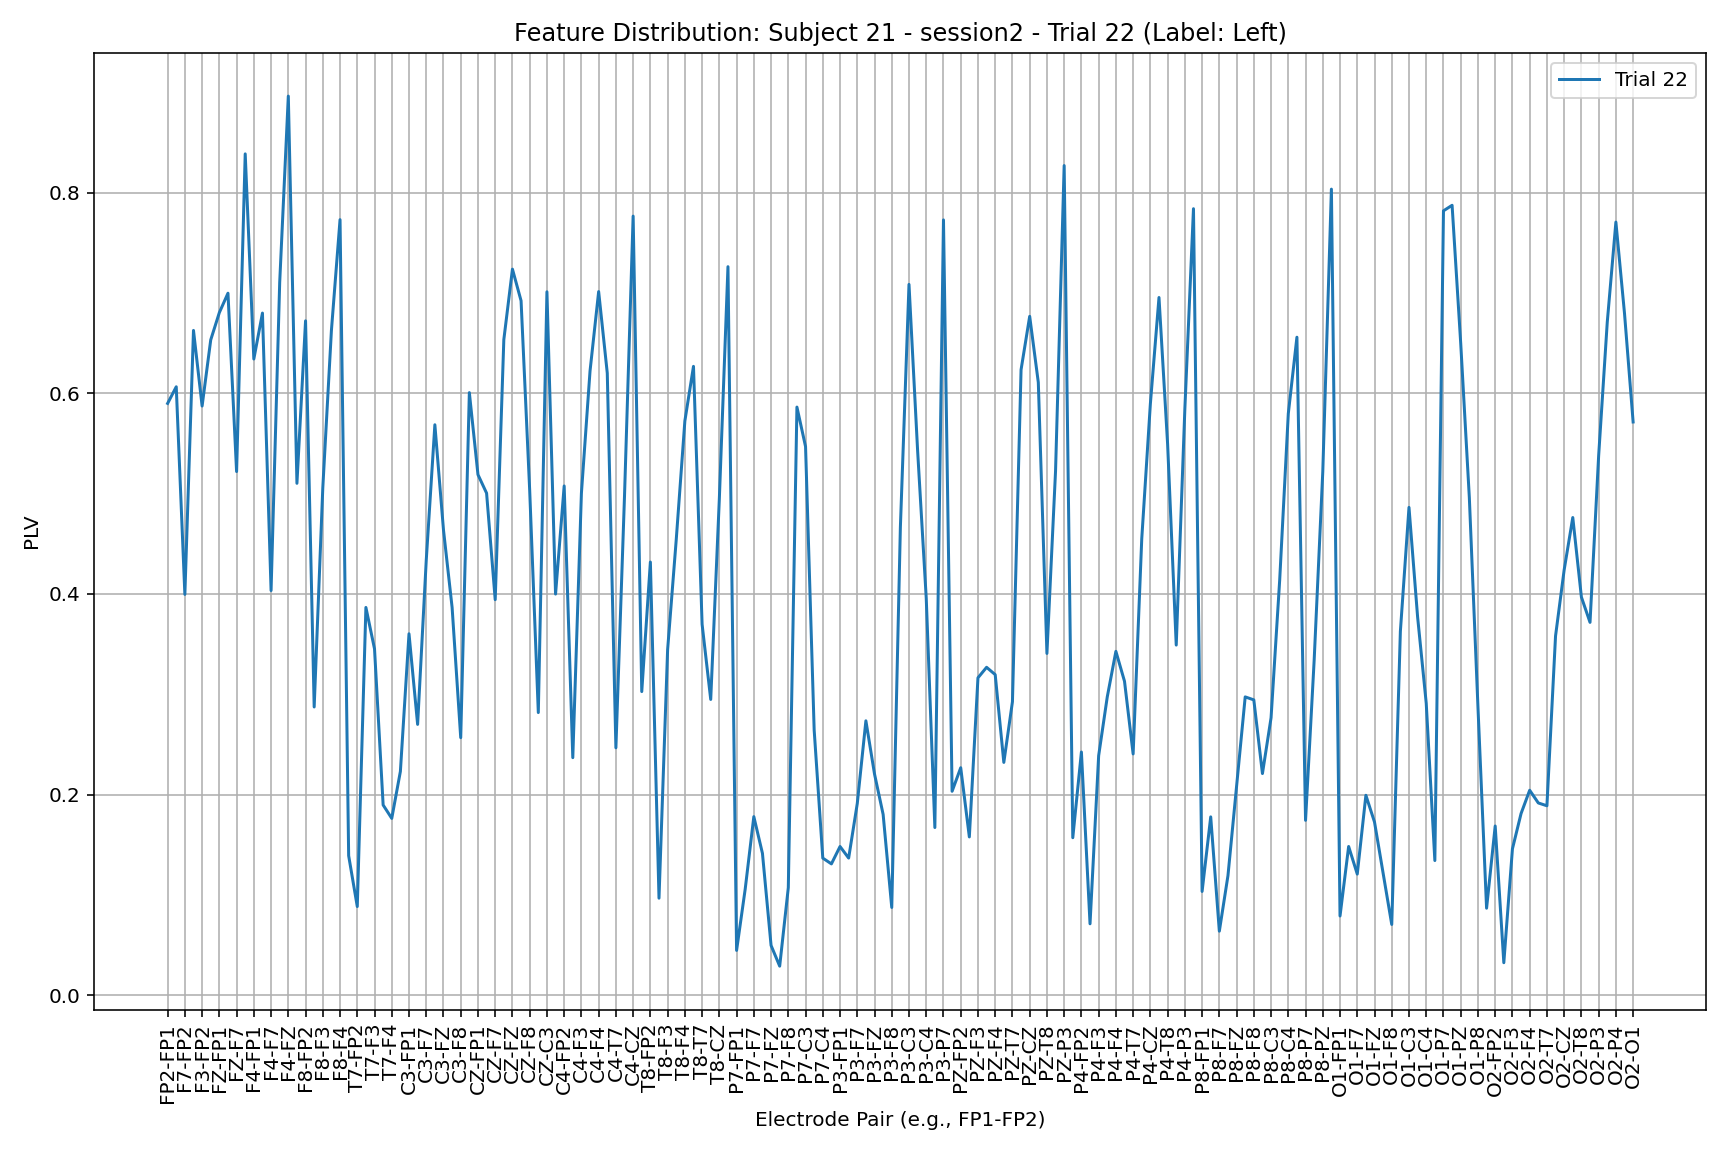 Feature Distribution: Subject 21 - session2 - Trial 22 (Label: Left)
Trial 22
PLV
0.8
0.6
0.4
0.2
0.0
FP2-FP1
F7-FP2
F3-FP2
FZ-FP1
FZ-F7
F4-FP1
F4-F7
F4-FZ
F8-FP2
F8-F3
F8-F4
T7-FP2
T7-F3
T7-F4
C3-FP1
C3-F7
C3-FZ
C3-F8
CZ-FP1
CZ-F7
CZ-FZ
CZ-F8
CZ-C3
C4-FP2
C4-F3
C4-F4
C4-T7
C4-CZ
T8-FP2
T8-F3
T8-F4
T8-T7
T8-CZ
P7-FP1
P7-F7
P7-FZ
P7-F8
P7-C3
P7-C4
P3-FP1
P3-F7
P3-FZ
P3-F8
P3-C3
P3-C4
P3-P7
PZ-FP2
PZ-F3
PZ-F4
PZ-T7
PZ-CZ
PZ-T8
PZ-P3
P4-FP2
P4-F3
P4-F4
P4-T7
P4-CZ
P4-T8
P4-P3
P8-FP1
P8-F7
P8-FZ
P8-F8
P8-C3
P8-C4
P8-P7
P8-PZ
O1-FP1
O1-F7
O1-FZ
O1-F8
O1-C3
O1-C4
O1-P7
O1-PZ
O1-P8
O2-FP2
O2-F3
O2-F4
O2-T7
O2-CZ
O2-T8
O2-P3
O2-P4
O2-O1
Electrode Pair (e.g., FP1-FP2)